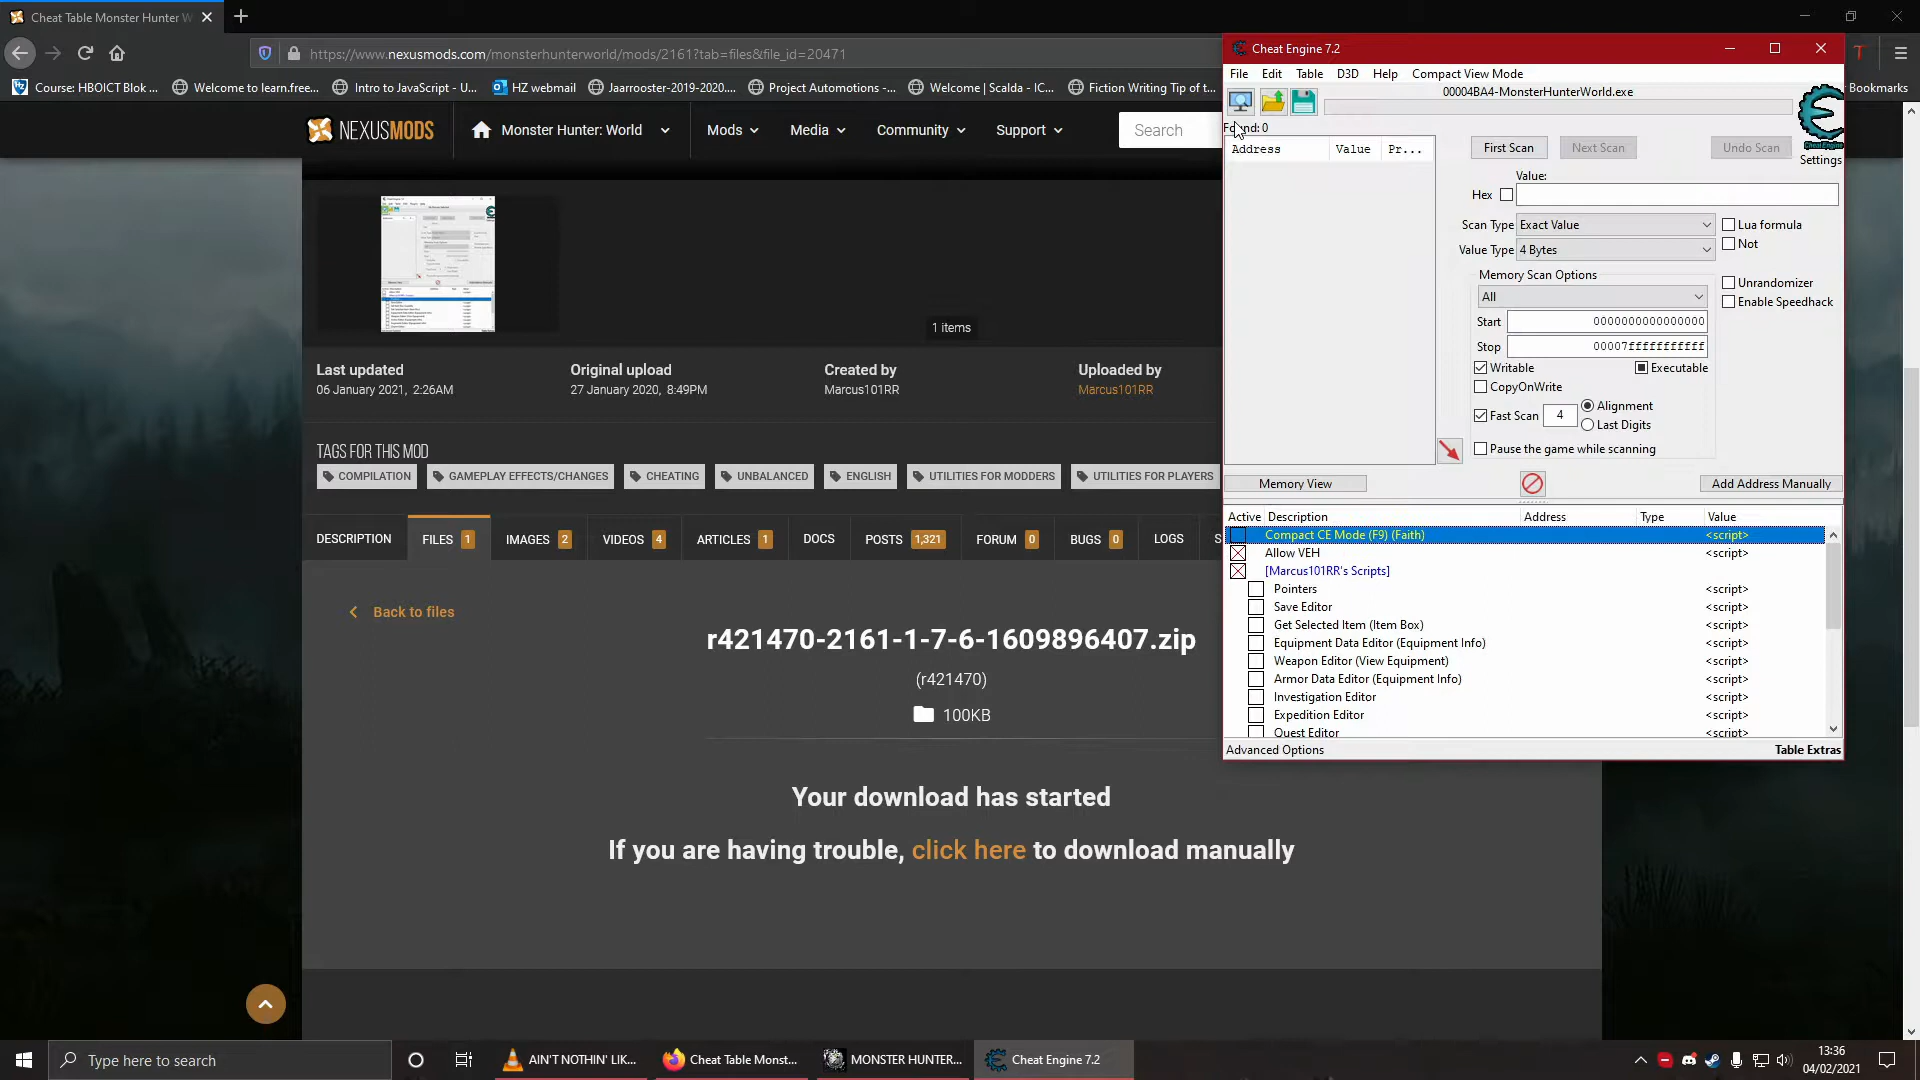 Cheat Table Monster Hunter W
https://www.nexusmods.com/monsterhunterworld/mods/2161?tab=files&file_id=20471
Course: HBOICT Blok ...
Welcome to learn.free...
Intro to JavaScript - U...
HZ webmail
Jaarrooster-2019-2020....
Project Automotions -...
Welcome | Scalda - IC...
Fiction Writing Tip of t...
Bookmarks
NEXUSMODS
Monster Hunter: World
Mods
Media
Community
Support
Search
1 items
Last updated
06 January 2021, 2:26AM
Original upload
27 January 2020, 8:49PM
Created by
Marcus101RR
Uploaded by
Marcus101RR
TAGS FOR THIS MOD
COMPILATION
GAMEPLAY EFFECTS/CHANGES
CHEATING
UNBALANCED
ENGLISH
UTILITIES FOR MODDERS
UTILITIES FOR PLAYERS
DESCRIPTION
FILES 1
IMAGES 2
VIDEOS 4
ARTICLES 1
DOCS
POSTS 1,321
FORUM 0
BUGS 0
LOGS
S
Back to files
r421470-2161-1-7-6-1609896407.zip
(r421470)
100KB
Your download has started
If you are having trouble, click here to download manually
Cheat Engine 7.2
File Edit Table D3D Help Compact View Mode
00004BA4-MonsterHunterWorld.exe
Found: 0
Address Value Pr...
First Scan
Next Scan
Undo Scan
Settings
Value:
Hex
Scan Type Exact Value
Lua formula
Value Type 4 Bytes
Not
Memory Scan Options
All
Unrandomizer
Enable Speedhack
Start 0000000000000000
Stop 00007fffffffffff
Writable
Executable
CopyOnWrite
Fast Scan 4
Alignment
Last Digits
Pause the game while scanning
Memory View
Add Address Manually
Active Description Address Type Value
Compact CE Mode (F9) (Faith) <script>
Allow VEH <script>
[Marcus101RR's Scripts]
Pointers <script>
Save Editor <script>
Get Selected Item (Item Box) <script>
Equipment Data Editor (Equipment Info) <script>
Weapon Editor (View Equipment) <script>
Armor Data Editor (Equipment Info) <script>
Investigation Editor <script>
Expedition Editor <script>
Quest Editor <script>
Advanced Options
Table Extras
Type here to search
AIN'T NOTHIN' LIK...
Cheat Table Monst...
MONSTER HUNTER...
Cheat Engine 7.2
13:36
04/02/2021